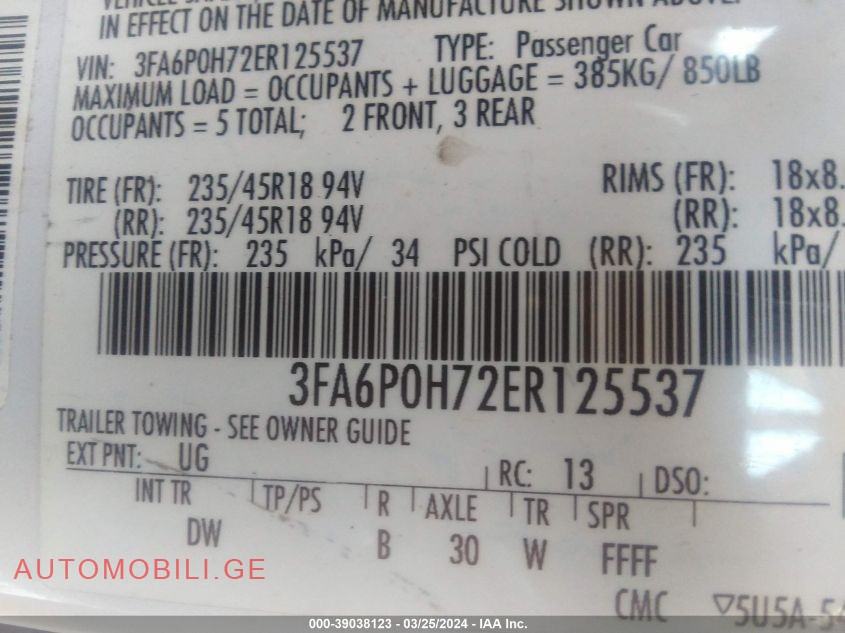 IN EFFECT ON THE DATE OF MANUFACTURE SHOWN ABOVE.
VIN: 3FA6P0H72ER125537 TYPE: Passenger Car
MAXIMUM LOAD = OCCUPANTS + LUGGAGE = 385KG/ 850LB
OCCUPANTS = 5 TOTAL; 2 FRONT, 3 REAR
TIRE (FR): 235/45R18 94V RIMS (FR): 18x8.
(RR): 235/45R18 94V (RR): 18x8.
PRESSURE (FR): 235 kPa/ 34 PSI COLD (RR): 235 kPa/
3FA6P0H72ER125537
TRAILER TOWING - SEE OWNER GUIDE
EXT PNT: UG RC: 13 DSO:
INT TR TP/PS R AXLE TR SPR
DW B 30 W FFFF
AUTOMOBILI.GE
CMC ▽5U5A-54
000-39038123 - 03/25/2024 - IAA Inc.